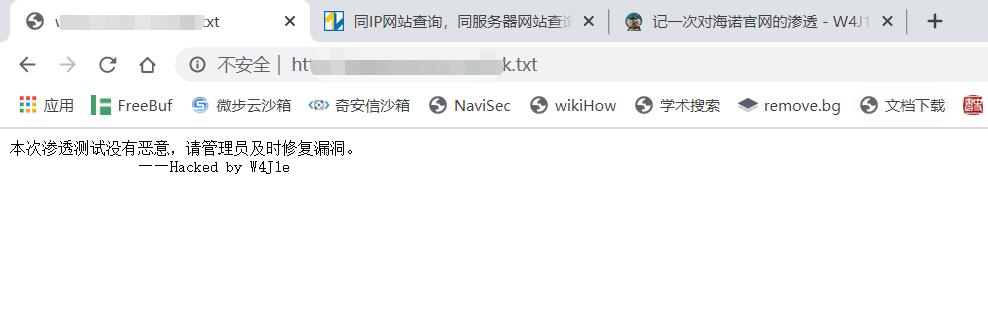 txt
同IP网站查询，同服务器网站查
记一次对海诺官网的渗透 - W4J1
不安全 | htt k.txt
应用 FreeBuf 微步云沙箱 奇安信沙箱 NaviSec wikiHow 学术搜索 remove.bg 文档下载
本次渗透测试没有恶意，请管理员及时修复漏洞。
——Hacked by W4J1e